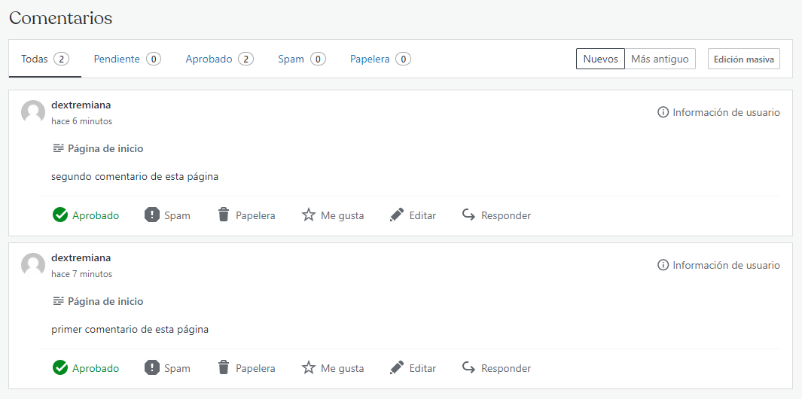 Comentarios
Todas 2 Pendiente 0 Aprobado 2 Spam 0 Papelera 0 Nuevos Más antiguo Edición masiva
dextremiana
hace 6 minutos
Información de usuario
Página de inicio
segundo comentario de esta página
Aprobado Spam Papelera Me gusta Editar Responder
dextremiana
hace 7 minutos
Información de usuario
Página de inicio
primer comentario de esta página
Aprobado Spam Papelera Me gusta Editar Responder